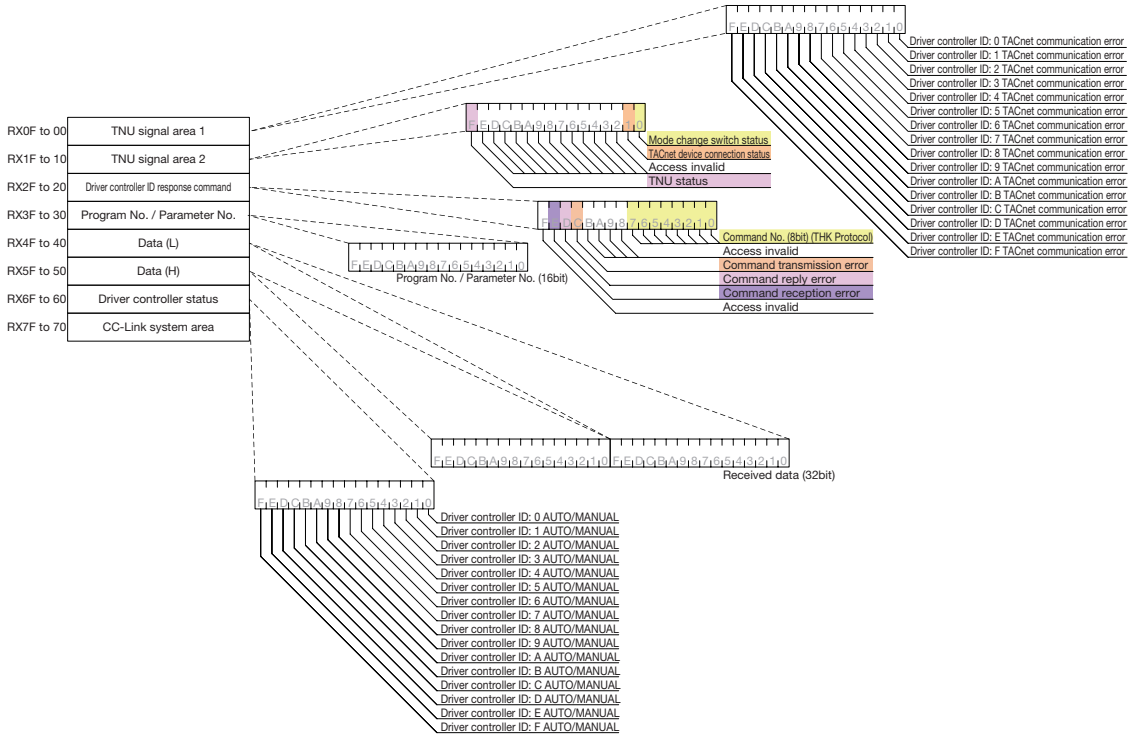 F E D C B A 9 8 7 6 5 4 3 2 1 0
Driver controller ID: 0 TACnet communication error
Driver controller ID: 1 TACnet communication error
Driver controller ID: 2 TACnet communication error
Driver controller ID: 3 TACnet communication error
Driver controller ID: 4 TACnet communication error
Driver controller ID: 5 TACnet communication error
Driver controller ID: 6 TACnet communication error
Driver controller ID: 7 TACnet communication error
Driver controller ID: 8 TACnet communication error
Driver controller ID: 9 TACnet communication error
Driver controller ID: A TACnet communication error
Driver controller ID: B TACnet communication error
Driver controller ID: C TACnet communication error
Driver controller ID: D TACnet communication error
Driver controller ID: E TACnet communication error
Driver controller ID: F TACnet communication error
RX0F to 00 TNU signal area 1
RX1F to 10 TNU signal area 2
RX2F to 20 Driver controller ID response command
RX3F to 30 Program No. / Parameter No.
RX4F to 40 Data (L)
RX5F to 50 Data (H)
RX6F to 60 Driver controller status
RX7F to 70 CC-Link system area
F E D C B A 9 8 7 6 5 4 3 2 1 0
Mode change switch status
TACnet device connection status
Access invalid
TNU status
F E D C B A 9 8 7 6 5 4 3 2 1 0
Command No. (8bit) (THK Protocol)
Access invalid
Command transmission error
Command reply error
Command reception error
Access invalid
F E D C B A 9 8 7 6 5 4 3 2 1 0
Program No. / Parameter No. (16bit)
F E D C B A 9 8 7 6 5 4 3 2 1 0 F E D C B A 9 8 7 6 5 4 3 2 1 0
Received data (32bit)
F E D C B A 9 8 7 6 5 4 3 2 1 0
Driver controller ID: 0 AUTO/MANUAL
Driver controller ID: 1 AUTO/MANUAL
Driver controller ID: 2 AUTO/MANUAL
Driver controller ID: 3 AUTO/MANUAL
Driver controller ID: 4 AUTO/MANUAL
Driver controller ID: 5 AUTO/MANUAL
Driver controller ID: 6 AUTO/MANUAL
Driver controller ID: 7 AUTO/MANUAL
Driver controller ID: 8 AUTO/MANUAL
Driver controller ID: 9 AUTO/MANUAL
Driver controller ID: A AUTO/MANUAL
Driver controller ID: B AUTO/MANUAL
Driver controller ID: C AUTO/MANUAL
Driver controller ID: D AUTO/MANUAL
Driver controller ID: E AUTO/MANUAL
Driver controller ID: F AUTO/MANUAL